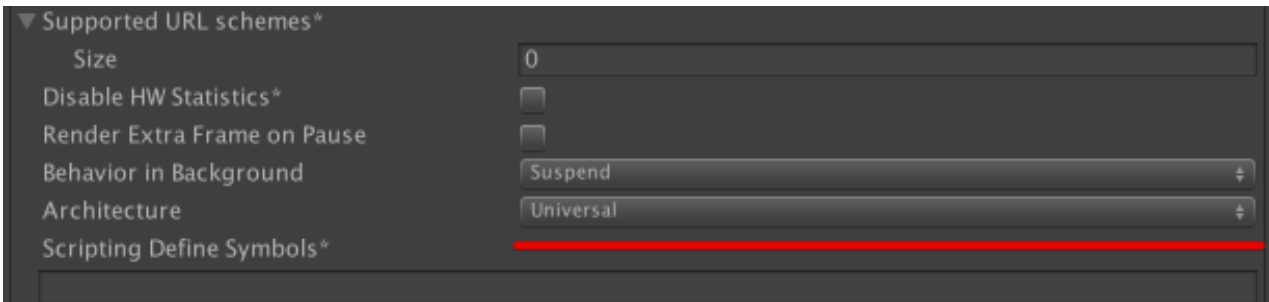 Supported URL schemes*
Size 0
Disable HW Statistics*
Render Extra Frame on Pause
Behavior in Background Suspend
Architecture Universal
Scripting Define Symbols*